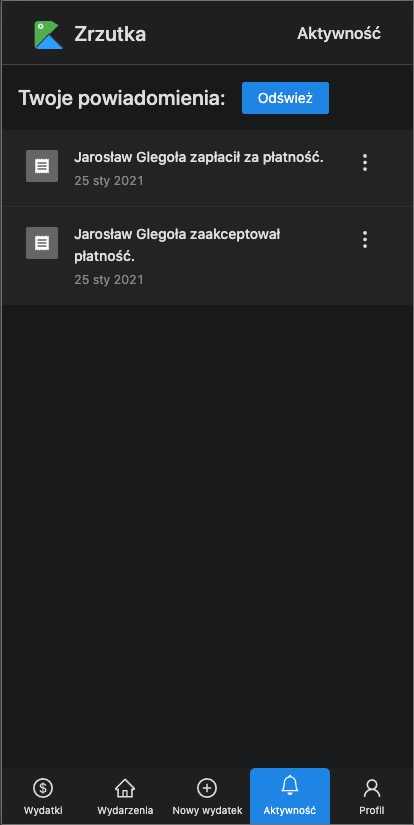 Zrzutka
Aktywność
Twoje powiadomienia:
Odśwież
Jarosław Glegoła zapłacił za płatność.
25 sty 2021
Jarosław Glegoła zaakceptował
płatność.
25 sty 2021
Wydatki
Wydarzenia
Nowy wydatek
Aktywność
Profil